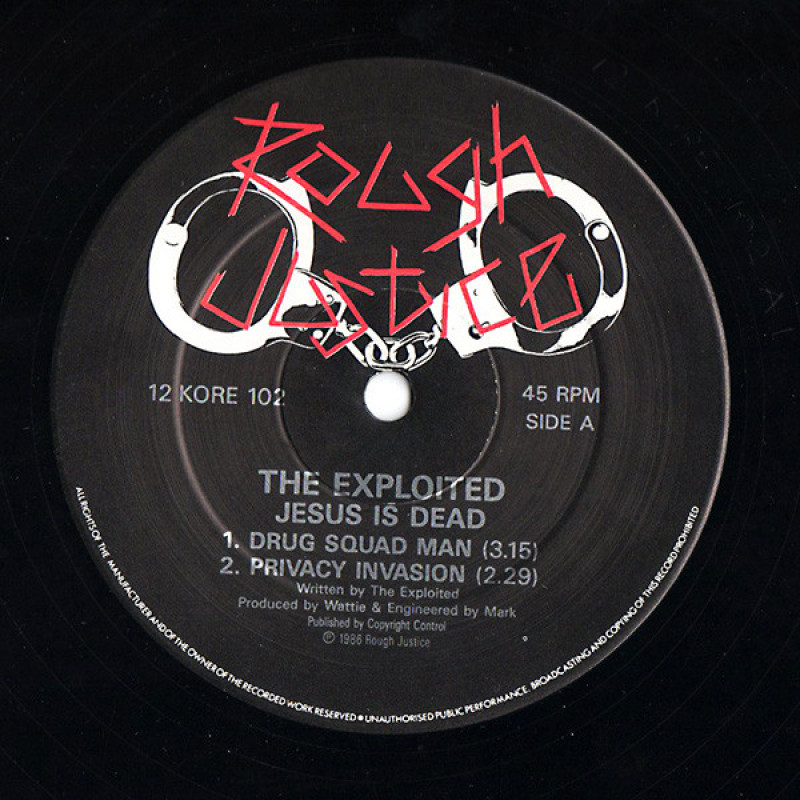 Rough
Justice
12 KORE 102
45 RPM
SIDE A
THE EXPLOITED
JESUS IS DEAD
1. DRUG SQUAD MAN (3.15)
2. PRIVACY INVASION (2.29)
Written by The Exploited
Produced by Wattie & Engineered by Mark
Published by Copyright Control
℗ 1986 Rough Justice
ALL RIGHTS OF THE MANUFACTURER AND OF THE OWNER OF THE RECORDED WORK RESERVED ● UNAUTHORISED PUBLIC PERFORMANCE, BROADCASTING AND COPYING OF THIS RECORD PROHIBITED